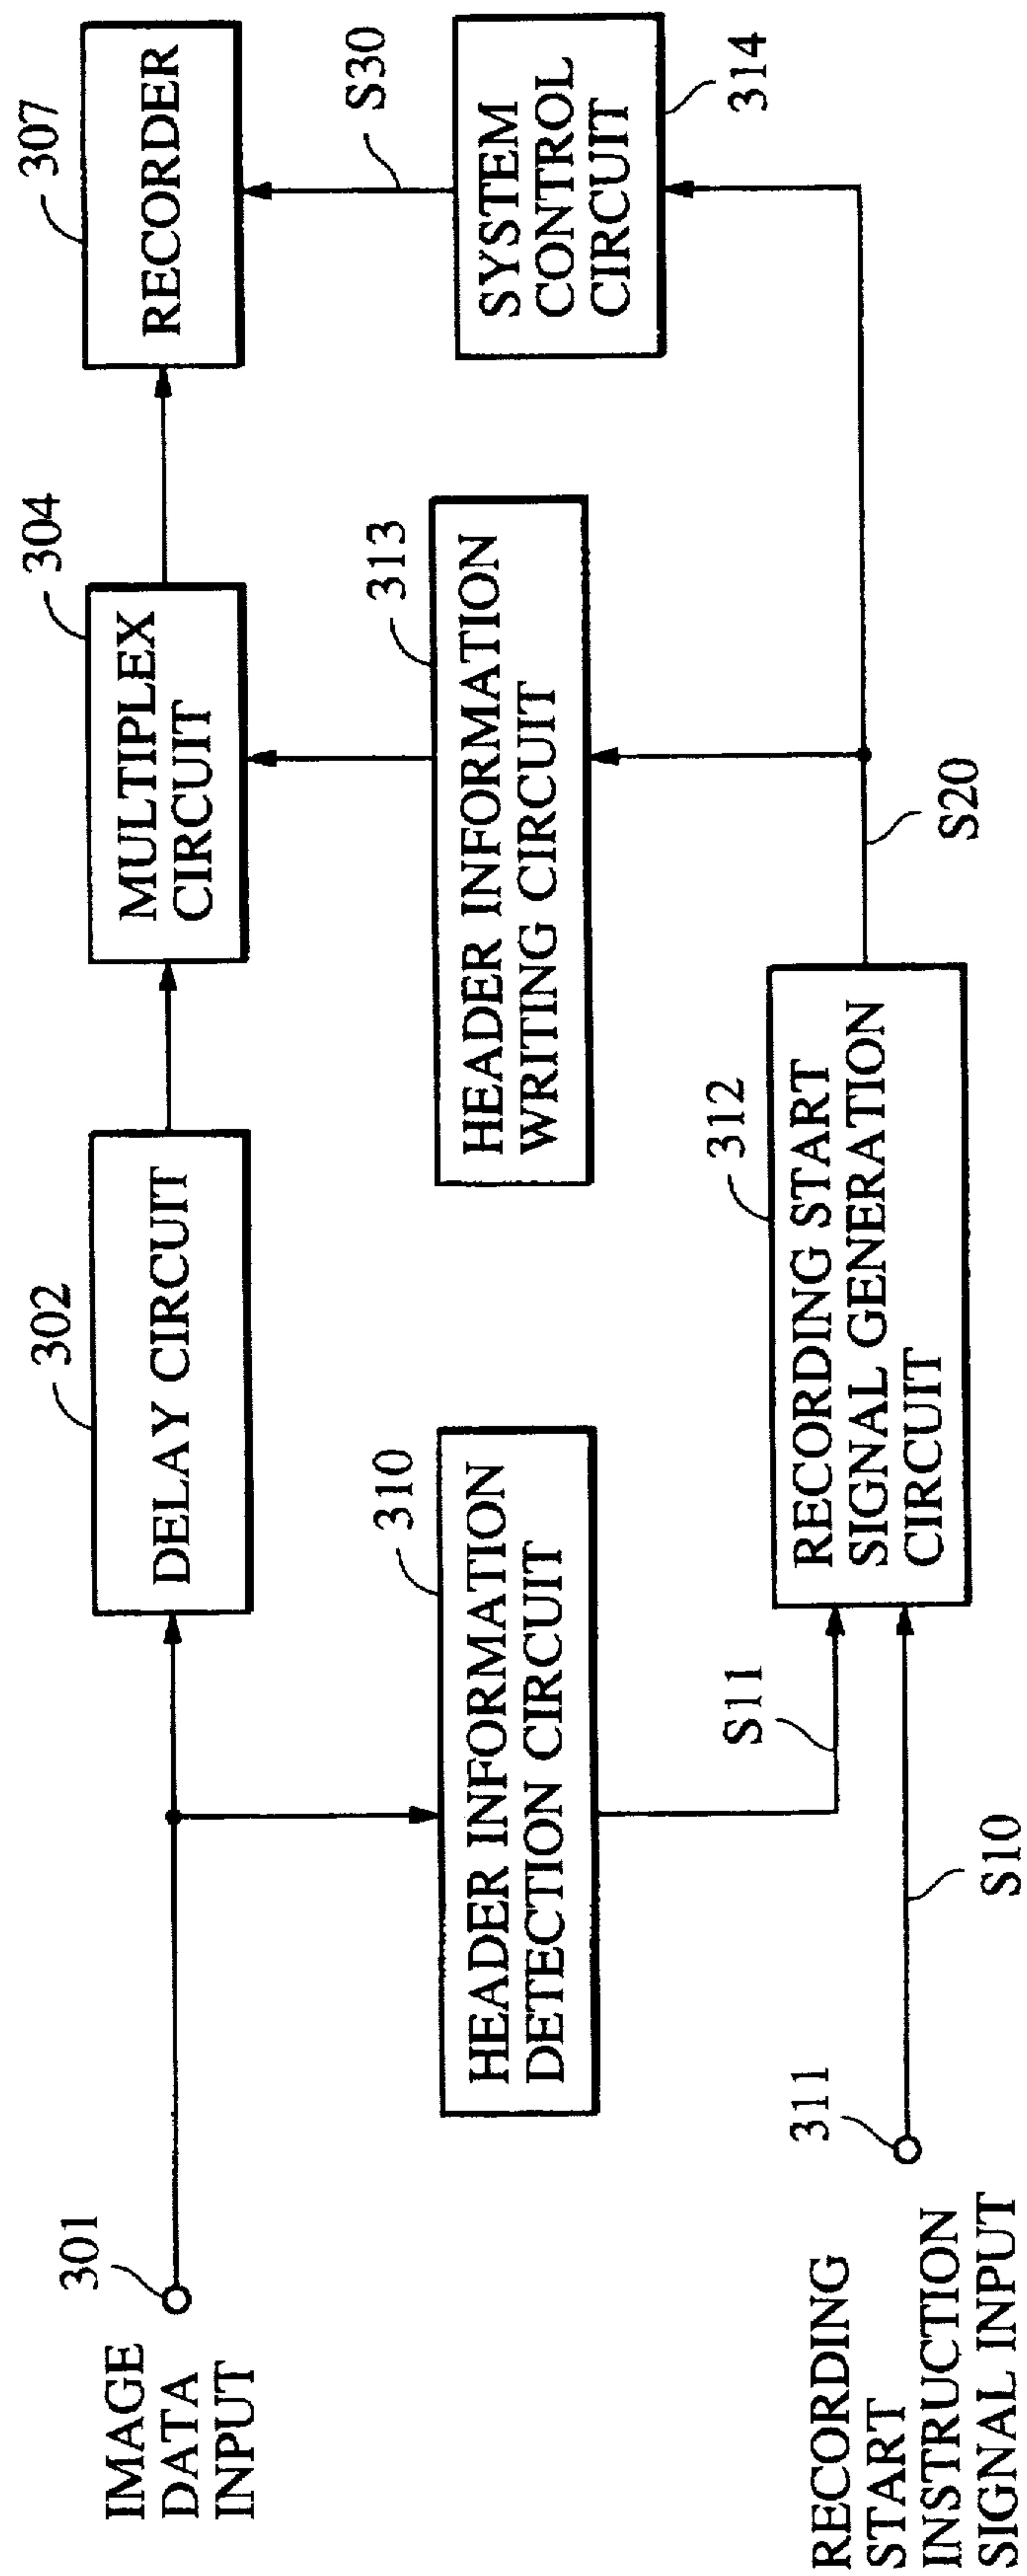 IMAGE
DATA
INPUT
301
302
DELAY CIRCUIT
304
MULTIPLEX
CIRCUIT
307
RECORDER
310
HEADER INFORMATION
DETECTION CIRCUIT
313
HEADER INFORMATION
WRITING CIRCUIT
S30
SYSTEM
CONTROL
CIRCUIT
314
S11
312
RECORDING START
SIGNAL GENERATION
CIRCUIT
S20
311
RECORDING
START
INSTRUCTION
SIGNAL INPUT
S10